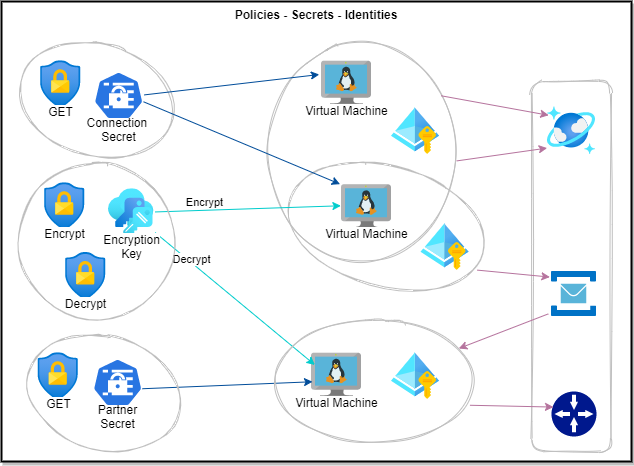 Policies - Secrets - Identities
GET
Connection
Secret
Virtual Machine
Encrypt
Encryption
Key
Decrypt
Encrypt
Decrypt
Virtual Machine
GET
Partner
Secret
Virtual Machine